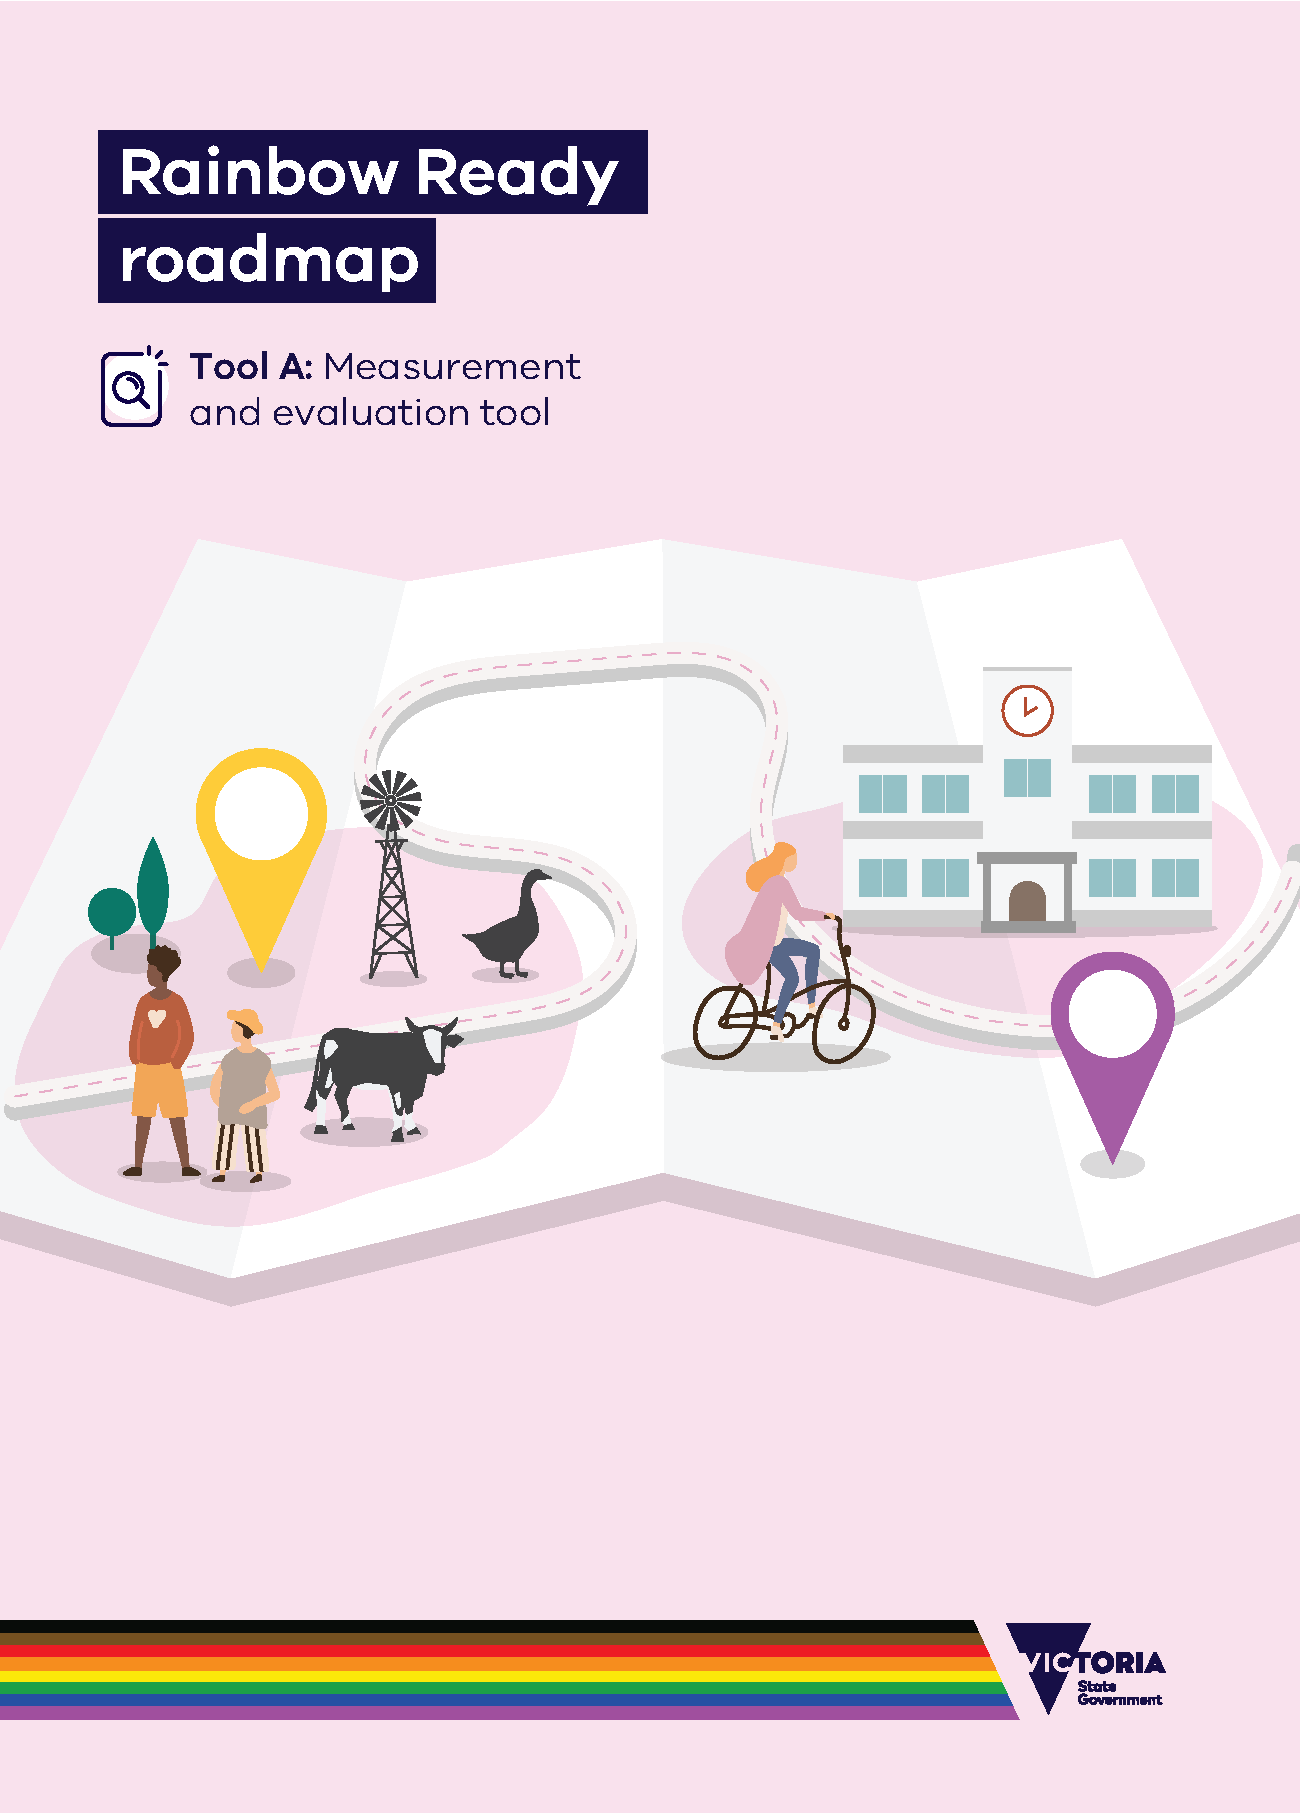 Rainbow Ready
roadmap
Tool A: Measurement
and evaluation tool
VICTORIA
State
Government